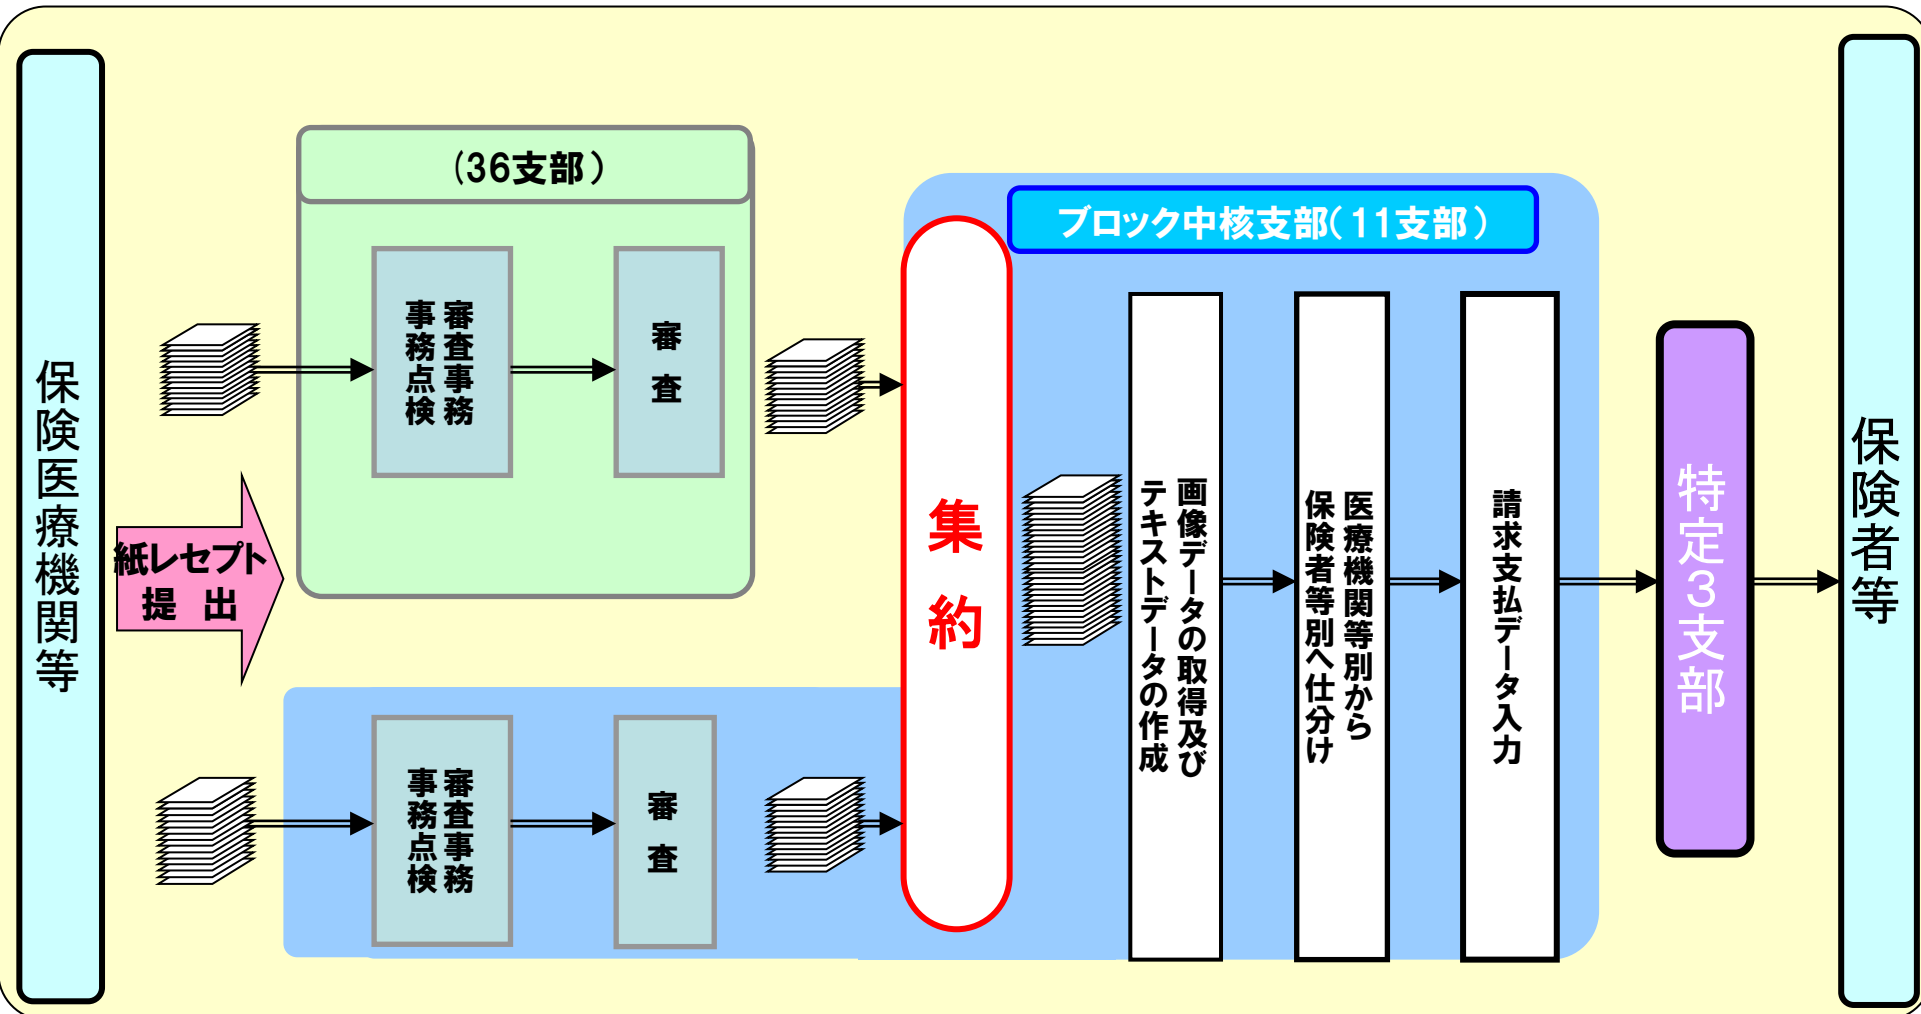 保険医療機関等
紙レセプト
提 出
(36支部)
審査事務
事務点検
審査
審査事務
事務点検
審査
集約
ブロック中核支部(11支部)
画像データの取得及び
テキストデータの作成
医療機関等別から
保険者等別へ仕分け
請求支払データ入力
特定3支部
保険者等